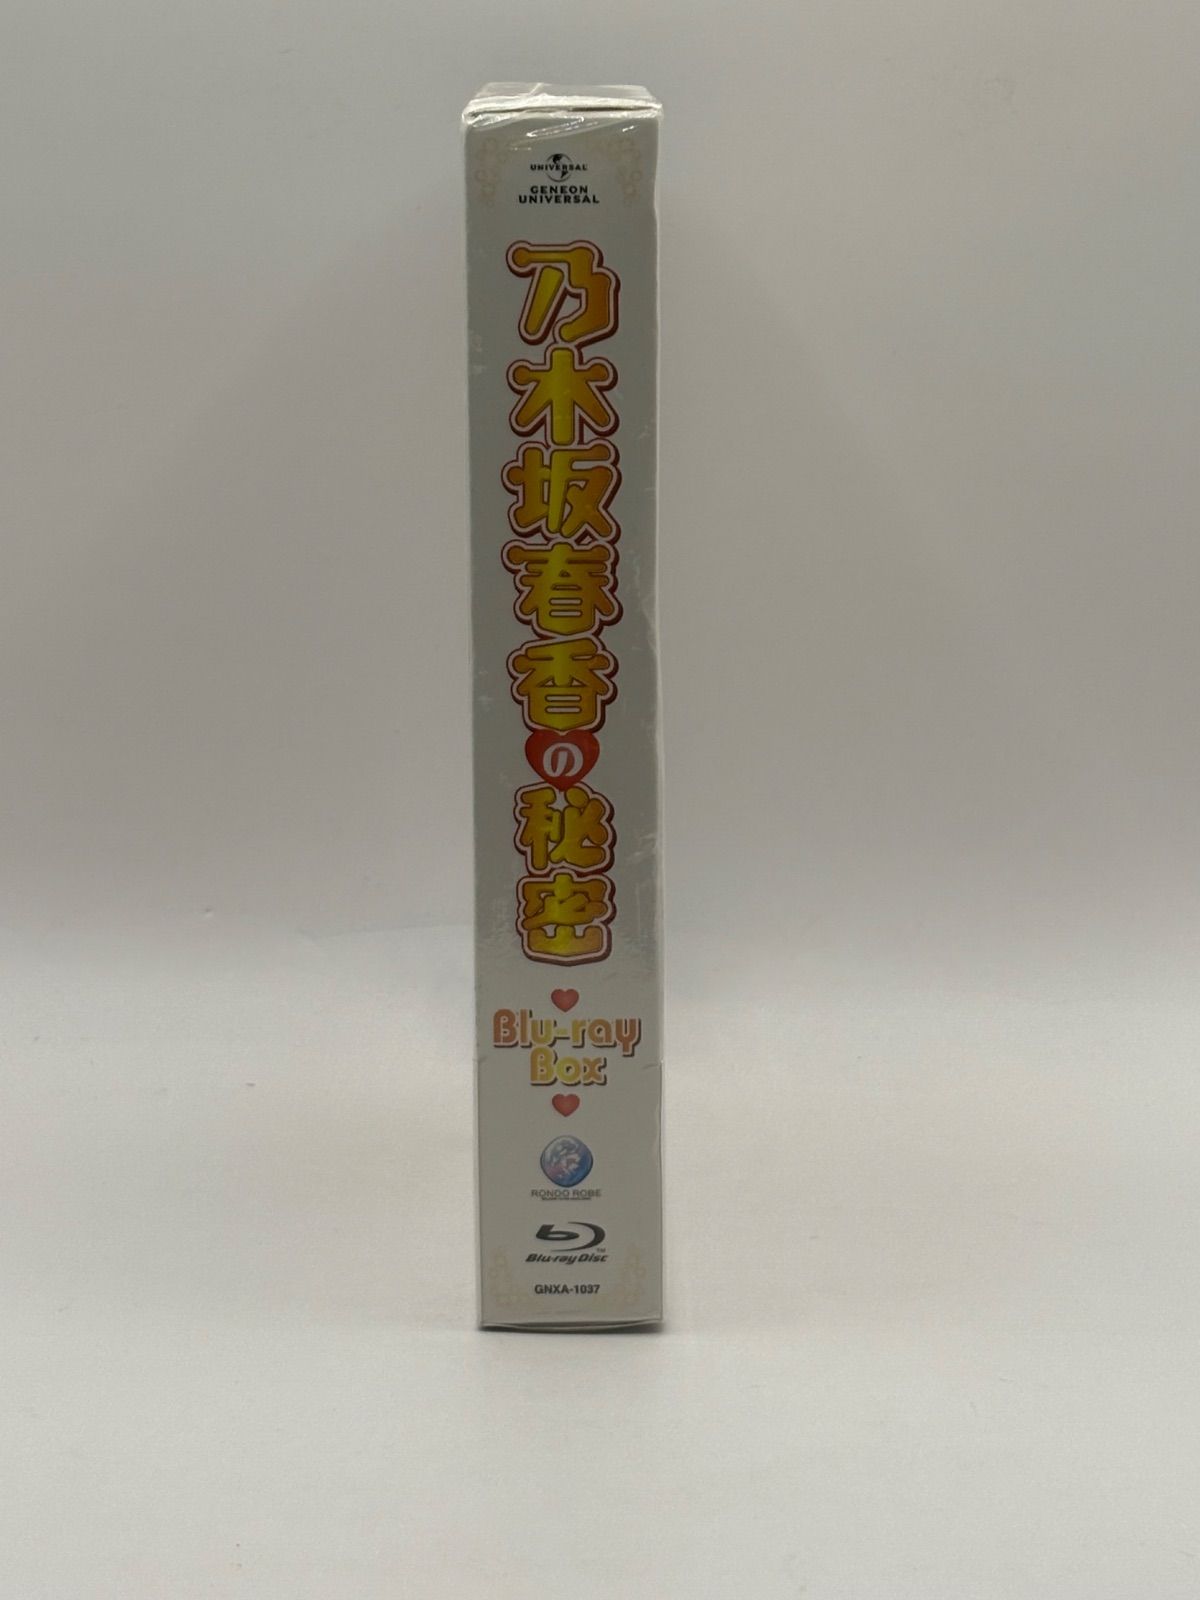 UNIVERSAL
GENEON
UNIVERSAL
乃木坂春香の秘密
Blu-ray
Box
RONDO ROBE
Blu-ray Disc
TM
GNXA-1037